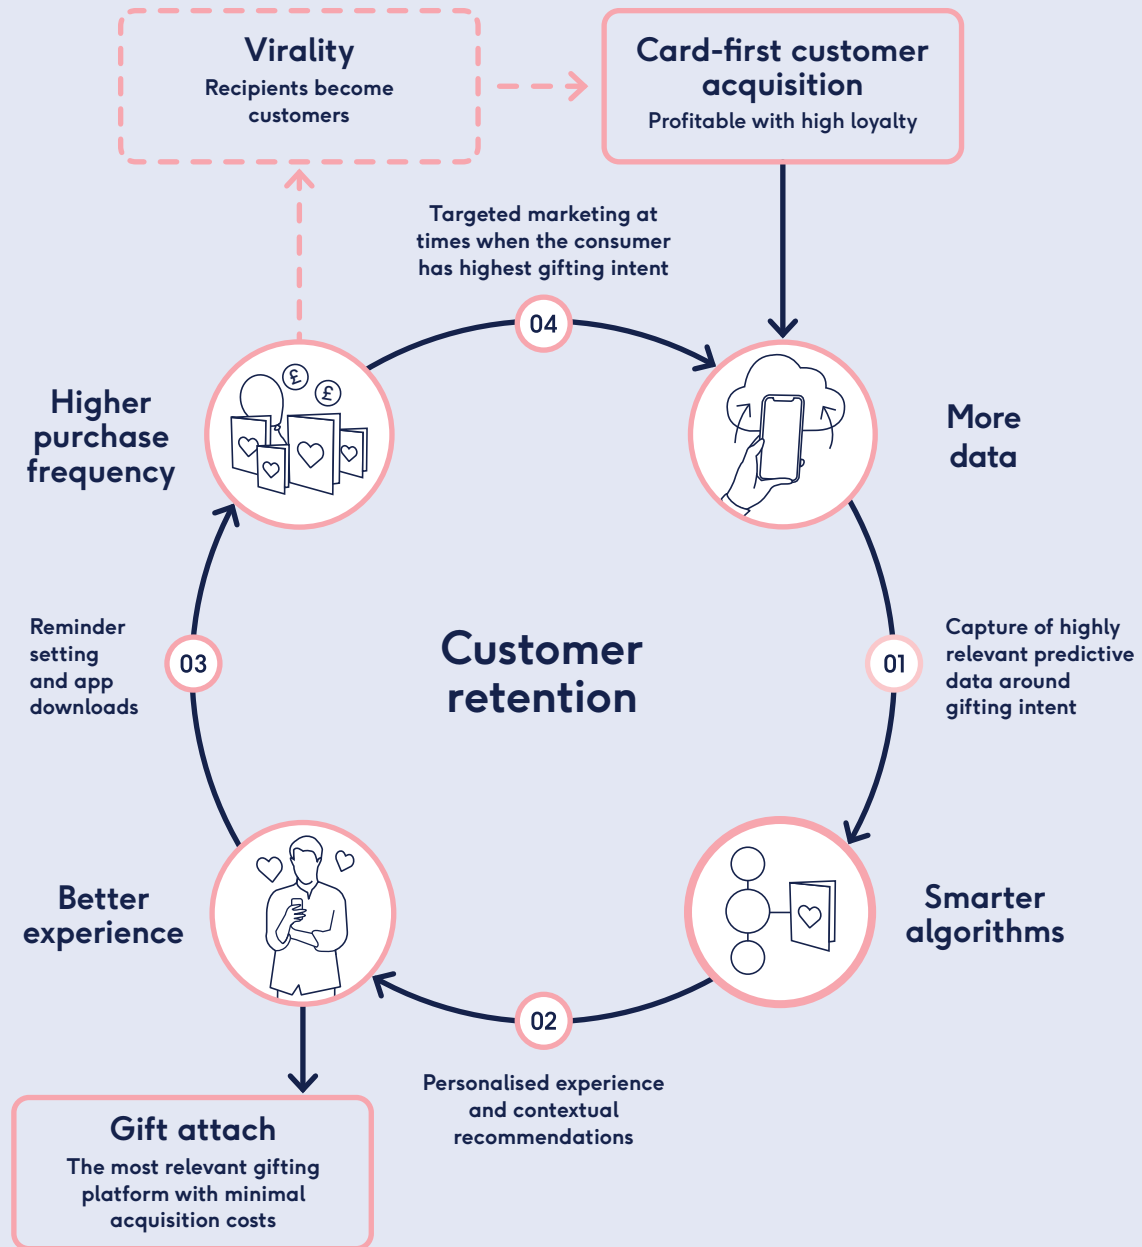 Virality
Recipients become
customers
Card-first customer
acquisition
Profitable with high loyalty
Targeted marketing at
times when the consumer
has highest gifting intent
04
Higher
purchase
frequency
£
£
More
data
Reminder
setting
and app
downloads
03
Customer
retention
01
Capture of highly
relevant predictive
data around
gifting intent
Better
experience
Smarter
algorithms
02
Personalised experience
and contextual
recommendations
Gift attach
The most relevant gifting
platform with minimal
acquisition costs